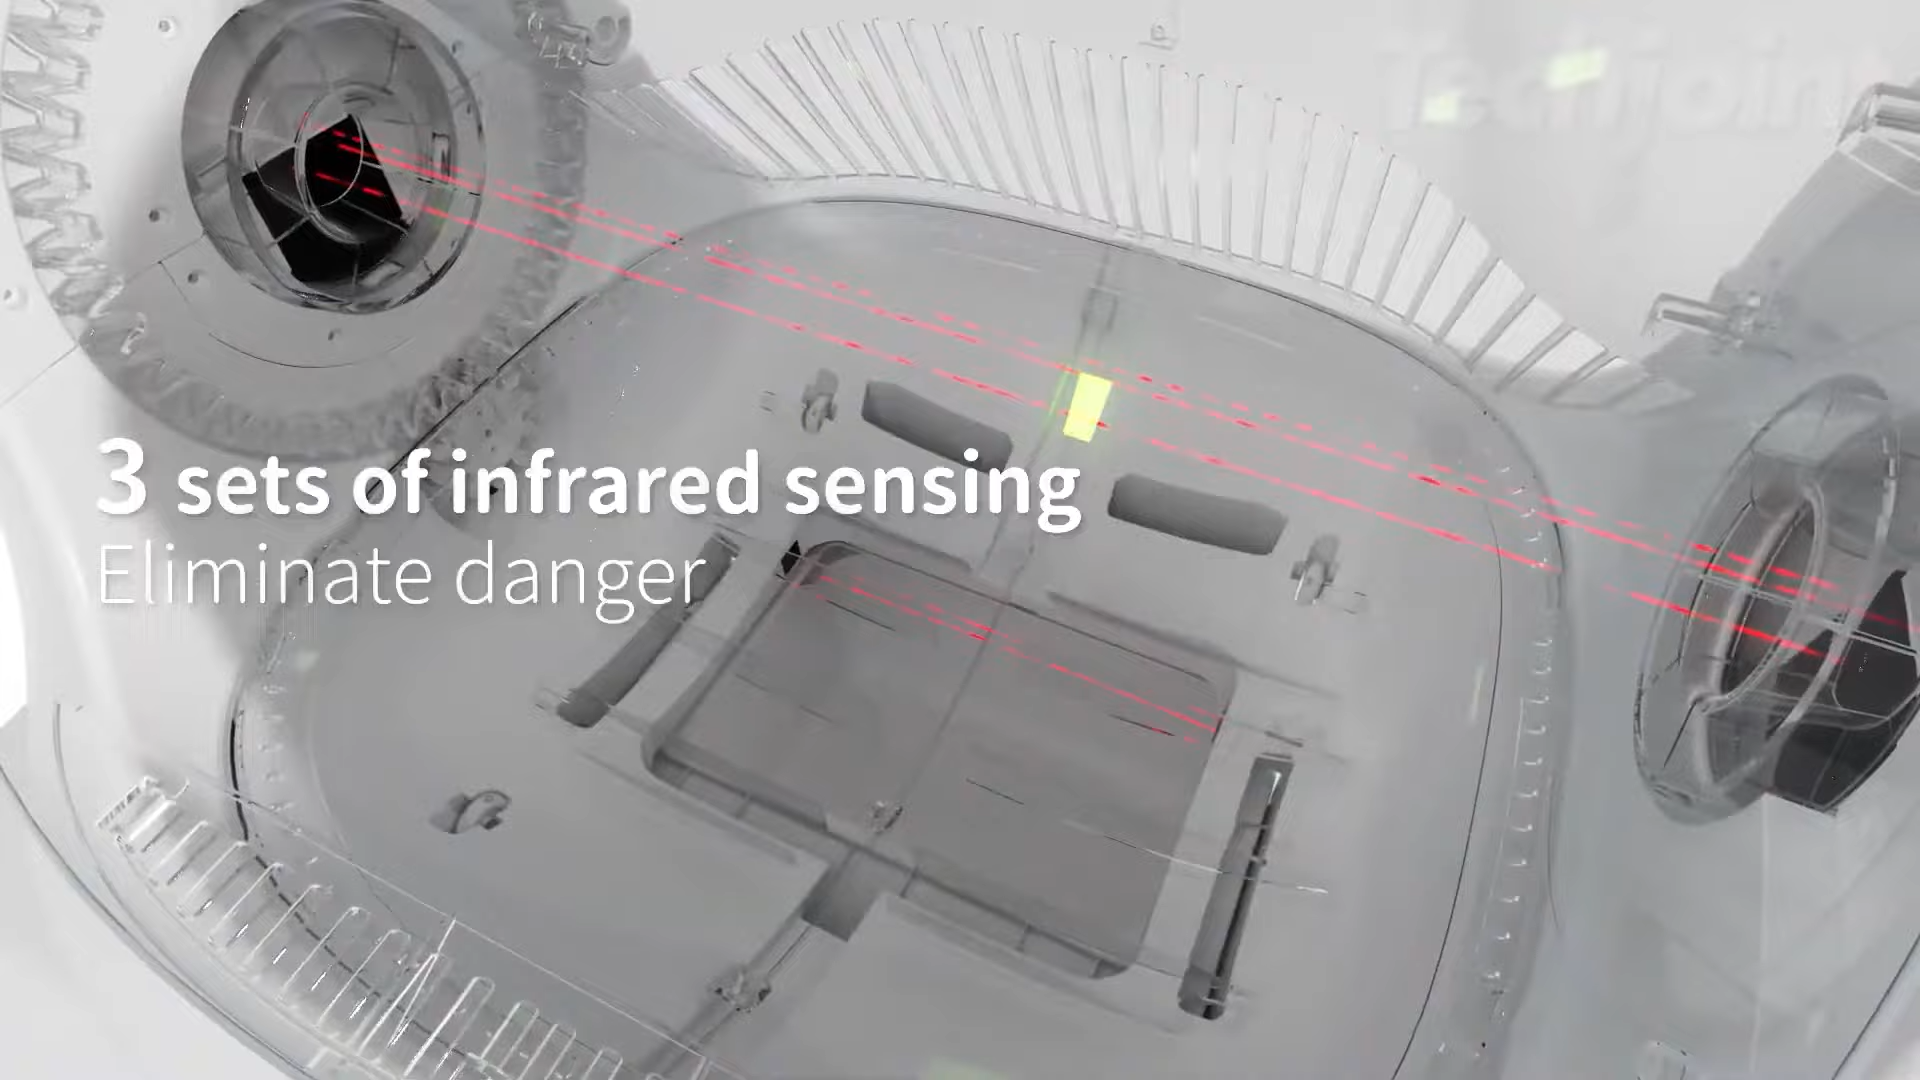 3 sets of infrared sensing
Eliminate danger